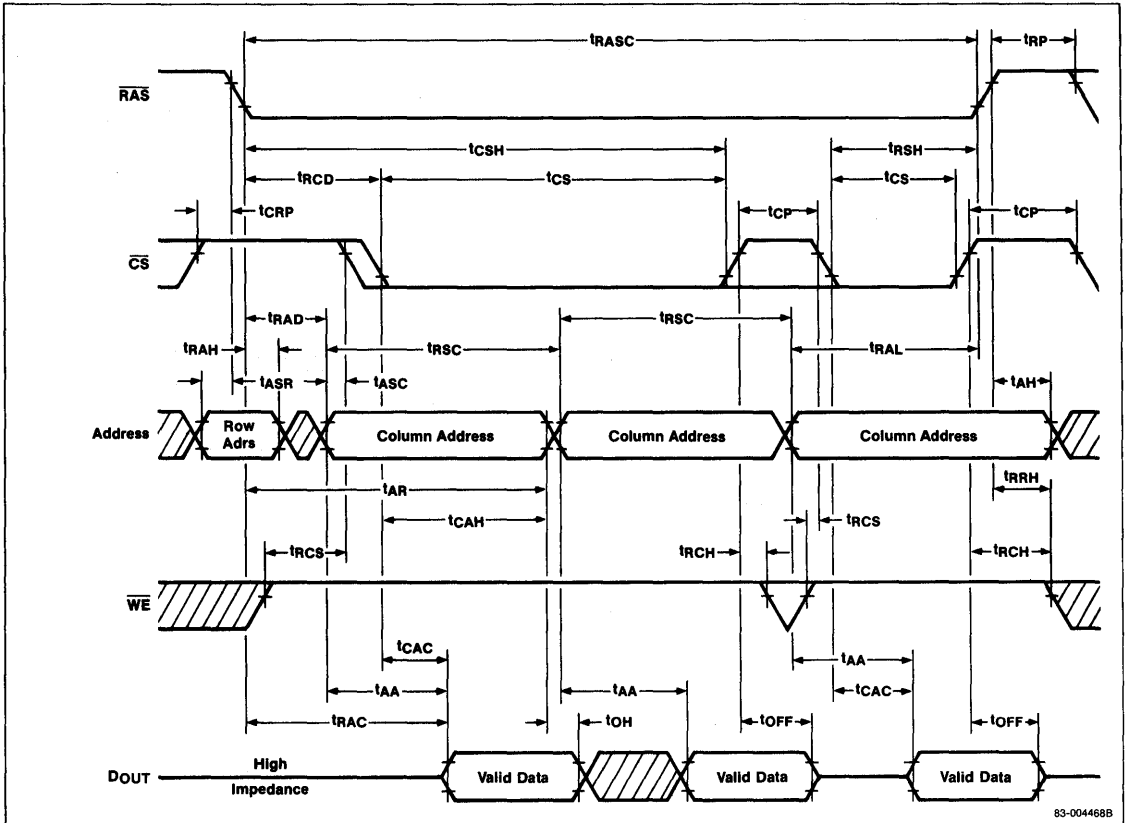 tRASC
tRP
RAS
tCSH
tRSH
tRCD
tCS
tCS
tCRP
tCP
tCP
CS
tRAD
tRSC
tRAH
tRSC
tRAL
tASR
tASC
tAH
Address
Row
Adrs
Column Address
Column Address
Column Address
tAR
tRRH
tCAH
tRCS
tRCS
tRCH
tRCH
WE
tCAC
tAA
tAA
tAA
tCAC
tRAC
tOH
tOFF
tOFF
DOUT
High
Impedance
Valid Data
Valid Data
Valid Data
83-004468B